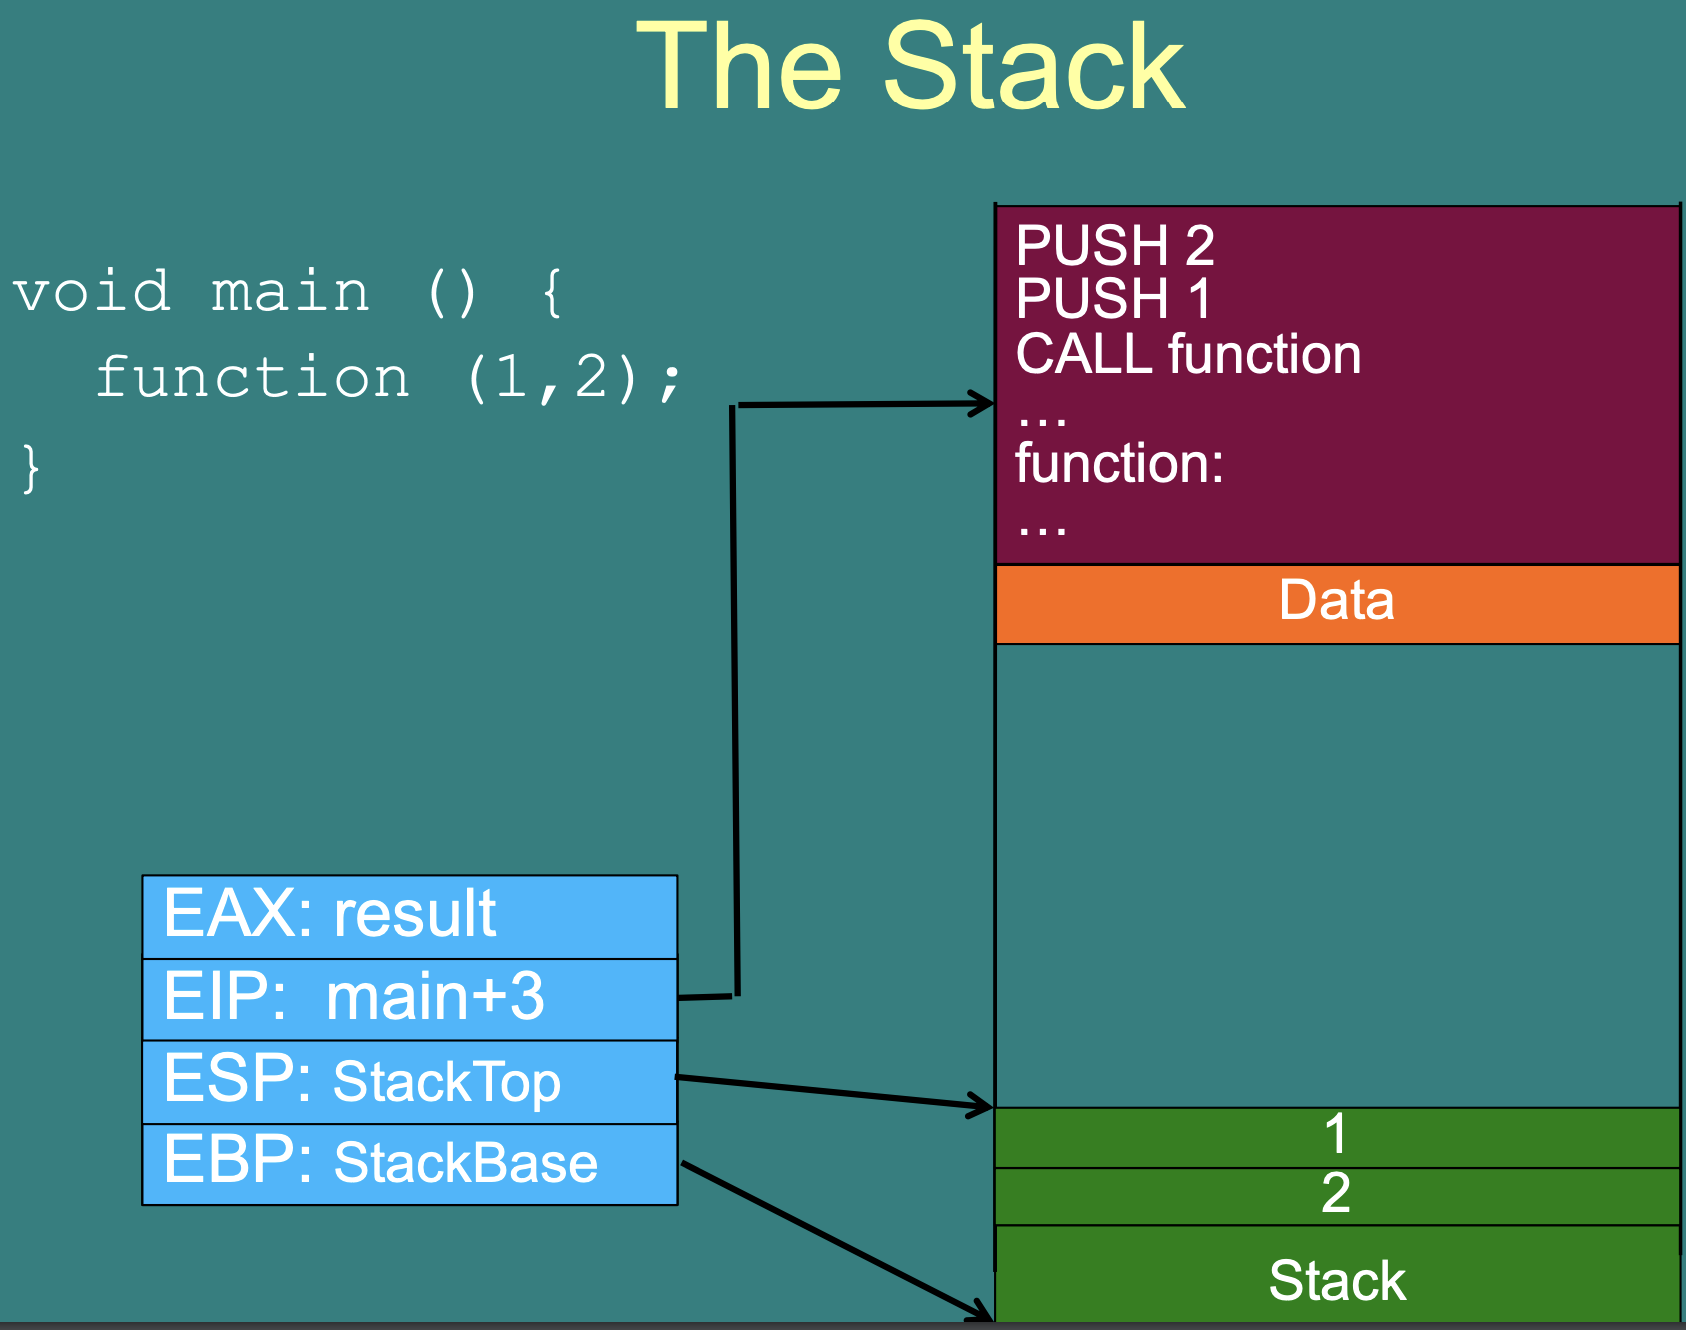 The Stack
void main () {
function (1,2);
}
PUSH 2
PUSH 1
CALL function
...
function:
...
Data
EAX: result
EIP: main+3
ESP: StackTop
EBP: StackBase
1
2
Stack